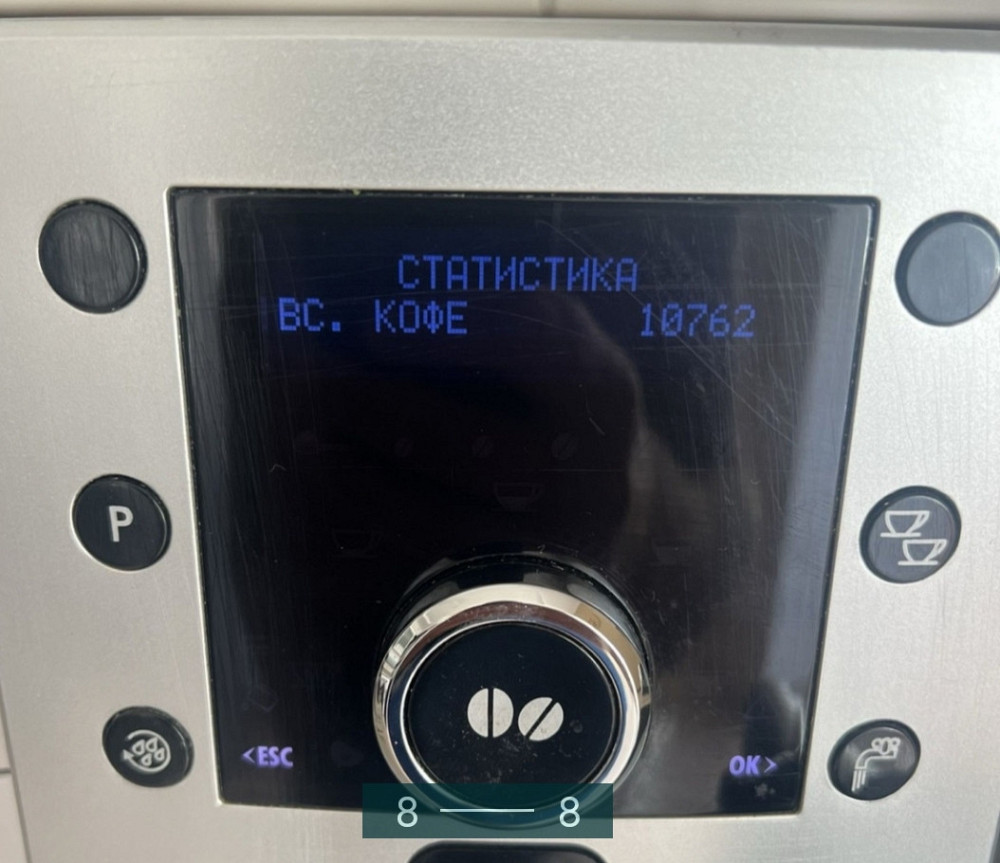 СТАТИСТИКА
ВС. КОФЕ 10762
P
<ESC
OK>
8 8